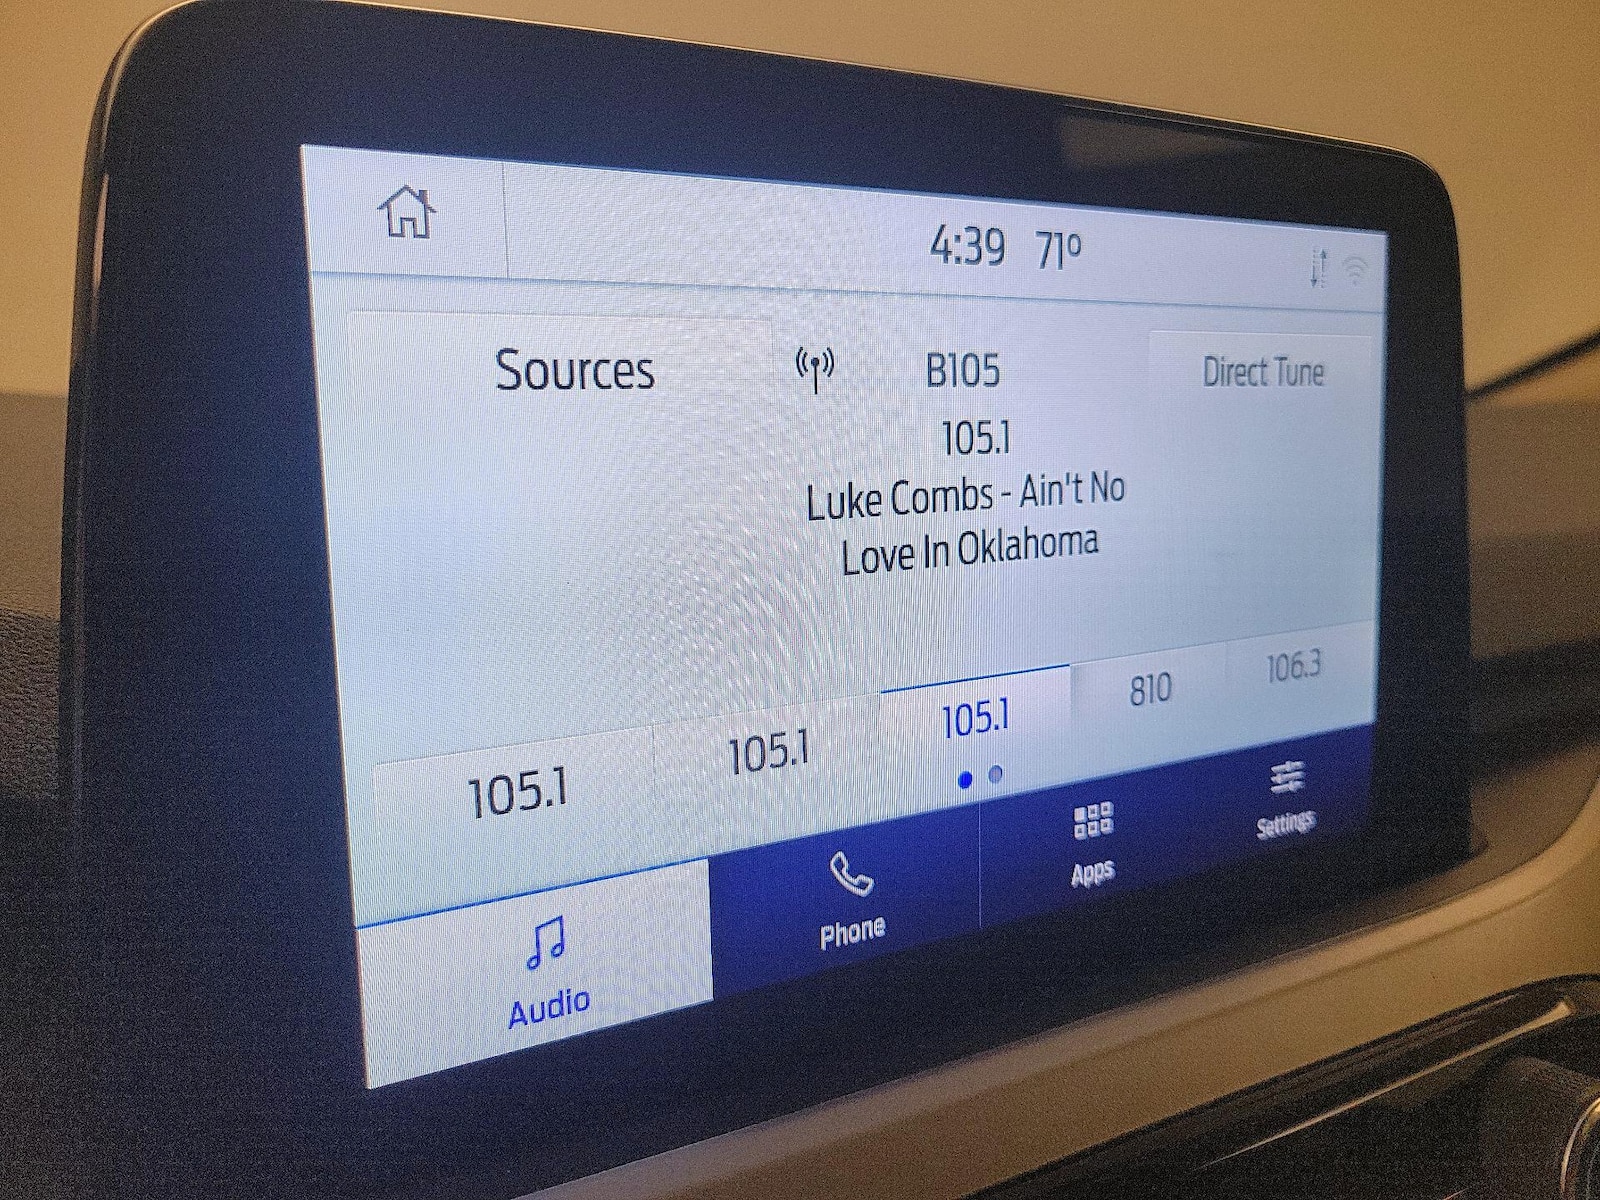 4:39 71º
Sources
B105
Direct Tune
105.1
Luke Combs - Ain't No
Love In Oklahoma
105.1
105.1
105.1
810
106.3
Audio
Phone
Apps
Settings